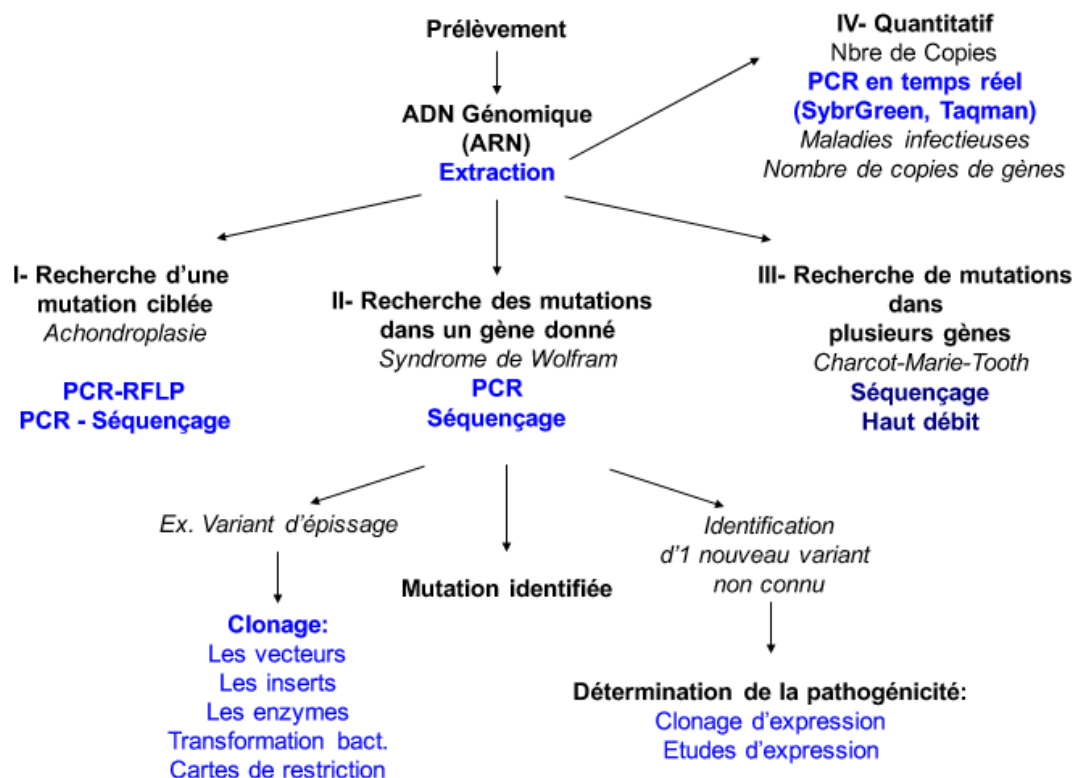 Prélèvement
ADN Génomique
(ARN)
Extraction
IV- Quantitatif
Nbre de Copies
PCR en temps réel
(SybrGreen, Taqman)
Maladies infectieuses
Nombre de copies de gènes
I- Recherche d'une
mutation ciblée
Achondroplasie
PCR-RFLP
PCR - Séquençage
II- Recherche des mutations
dans un gène donné
Syndrome de Wolfram
PCR
Séquençage
III- Recherche de mutations
dans
plusieurs gènes
Charcot-Marie-Tooth
Séquençage
Haut débit
Ex. Variant d'épissage
Clonage:
Les vecteurs
Les inserts
Les enzymes
Transformation bact.
Cartes de restriction
Mutation identifiée
Identification
d'1 nouveau variant
non connu
Détermination de la pathogénicité:
Clonage d'expression
Etudes d'expression